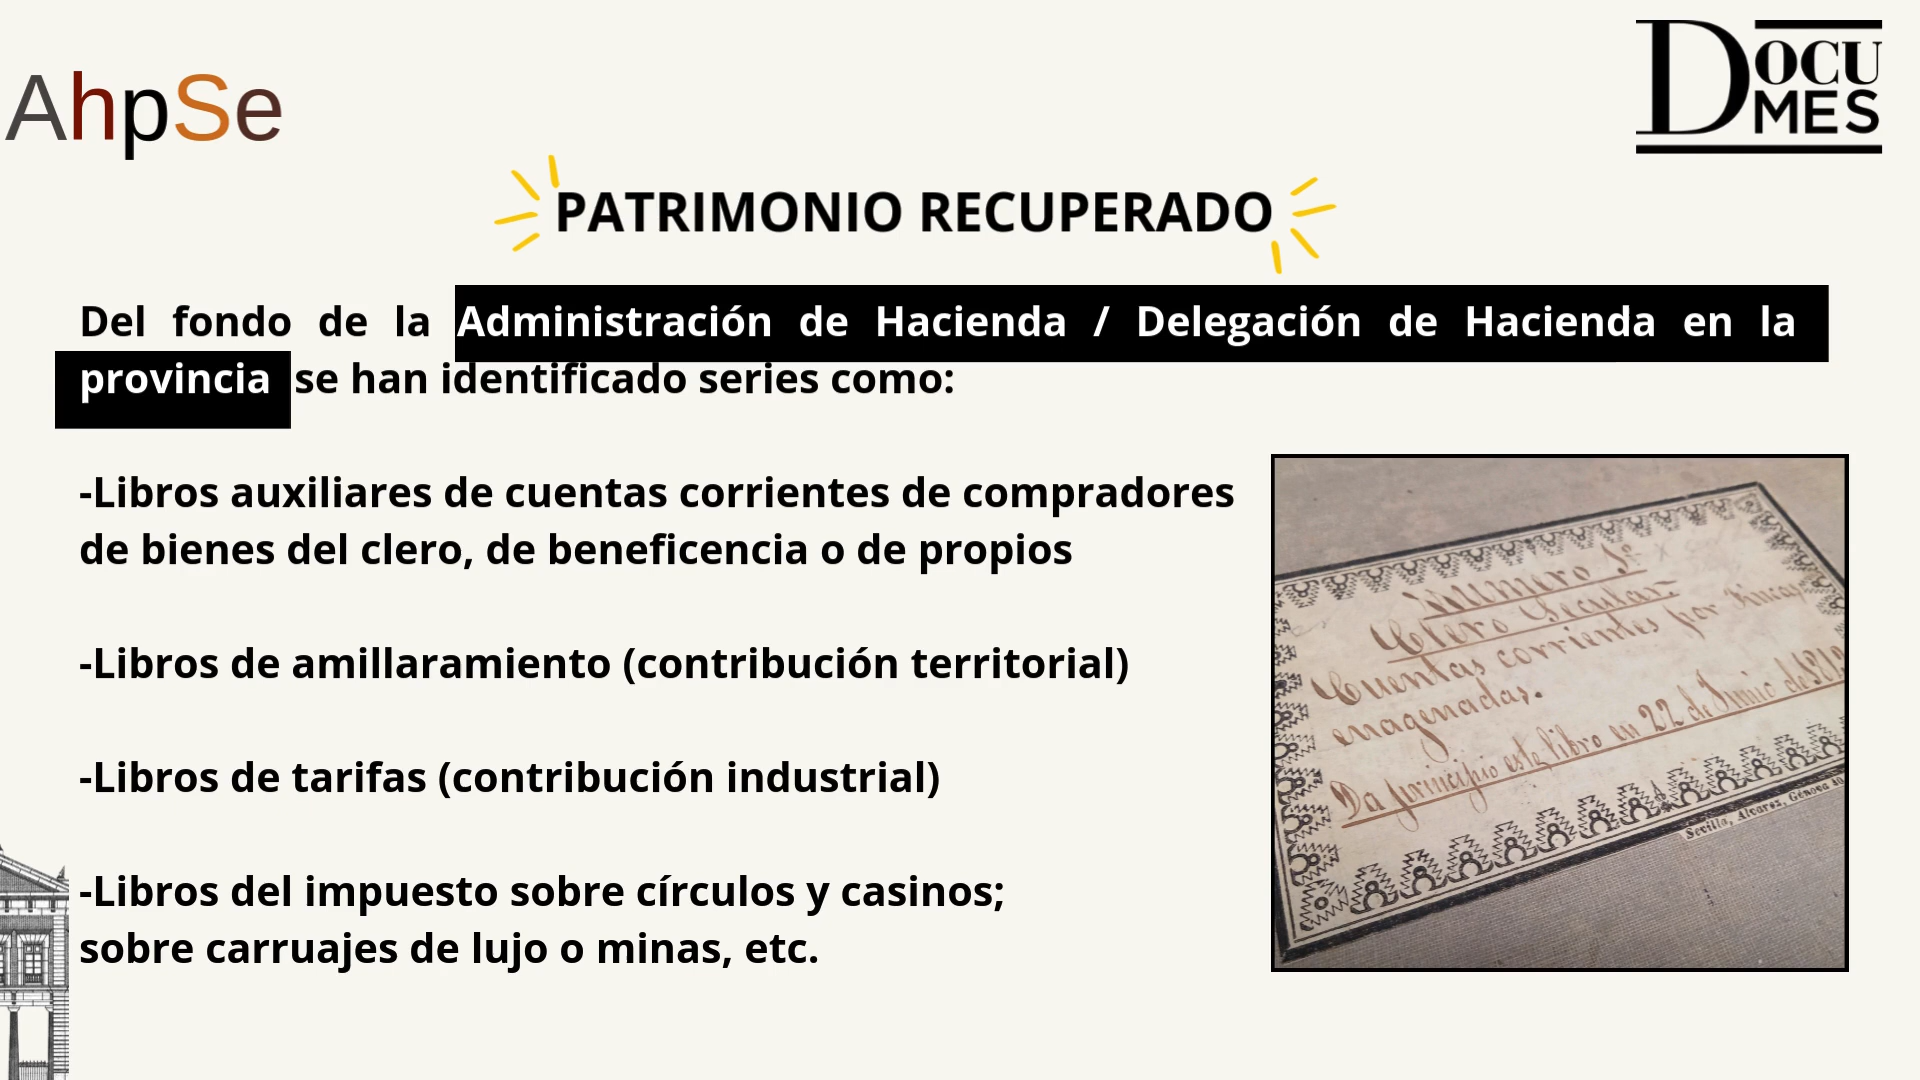 AhpSe
DOCU
MES
PATRIMONIO RECUPERADO
Del fondo de la Administración de Hacienda / Delegación de Hacienda en la
provincia se han identificado series como:
-Libros auxiliares de cuentas corrientes de compradores
de bienes del clero, de beneficencia o de propios
-Libros de amillaramiento (contribución territorial)
-Libros de tarifas (contribución industrial)
-Libros del impuesto sobre círculos y casinos;
sobre carruajes de lujo o minas, etc.
Numero 1º
Clero Secular.
Cuentas corrientes por Fincas
enagenadas.
Da principio este libro en 22 de Junio de
Sevilla, Alvarez, Génova